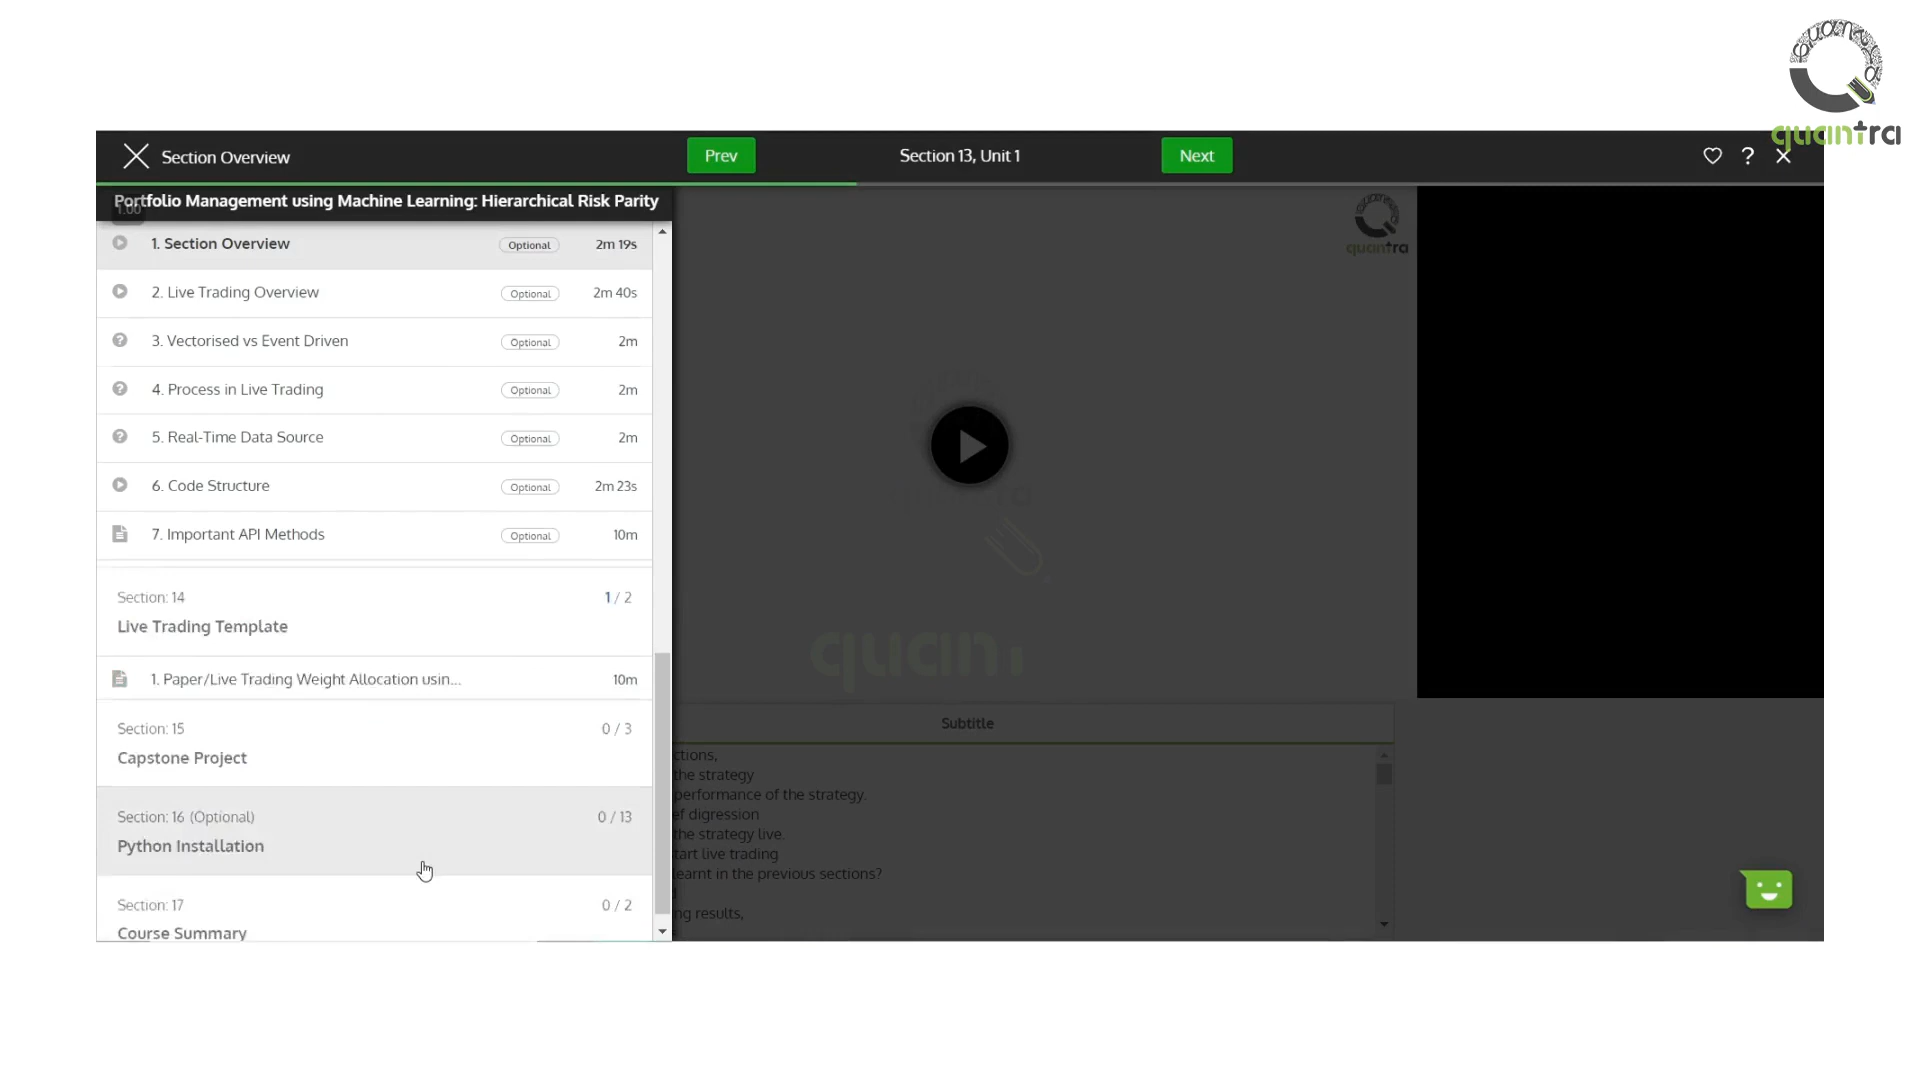 quantra
Section Overview
Prev
Section 13, Unit 1
Next
?
Portfolio Management using Machine Learning: Hierarchical Risk Parity
1.00
1. Section Overview Optional 2m 19s
2. Live Trading Overview Optional 2m 40s
3. Vectorised vs Event Driven Optional 2m
4. Process in Live Trading Optional 2m
5. Real-Time Data Source Optional 2m
6. Code Structure Optional 2m 23s
7. Important API Methods Optional 10m
Section: 14 1 / 2
Live Trading Template
1. Paper/Live Trading Weight Allocation usin... 10m
Section: 15 0 / 3
Capstone Project
Section: 16 (Optional) 0 / 13
Python Installation
Section: 17 0 / 2
Course Summary
quantra
Subtitle
ctions,
the strategy
performance of the strategy.
ef digression
the strategy live.
tart live trading
learnt in the previous sections?
ng results,